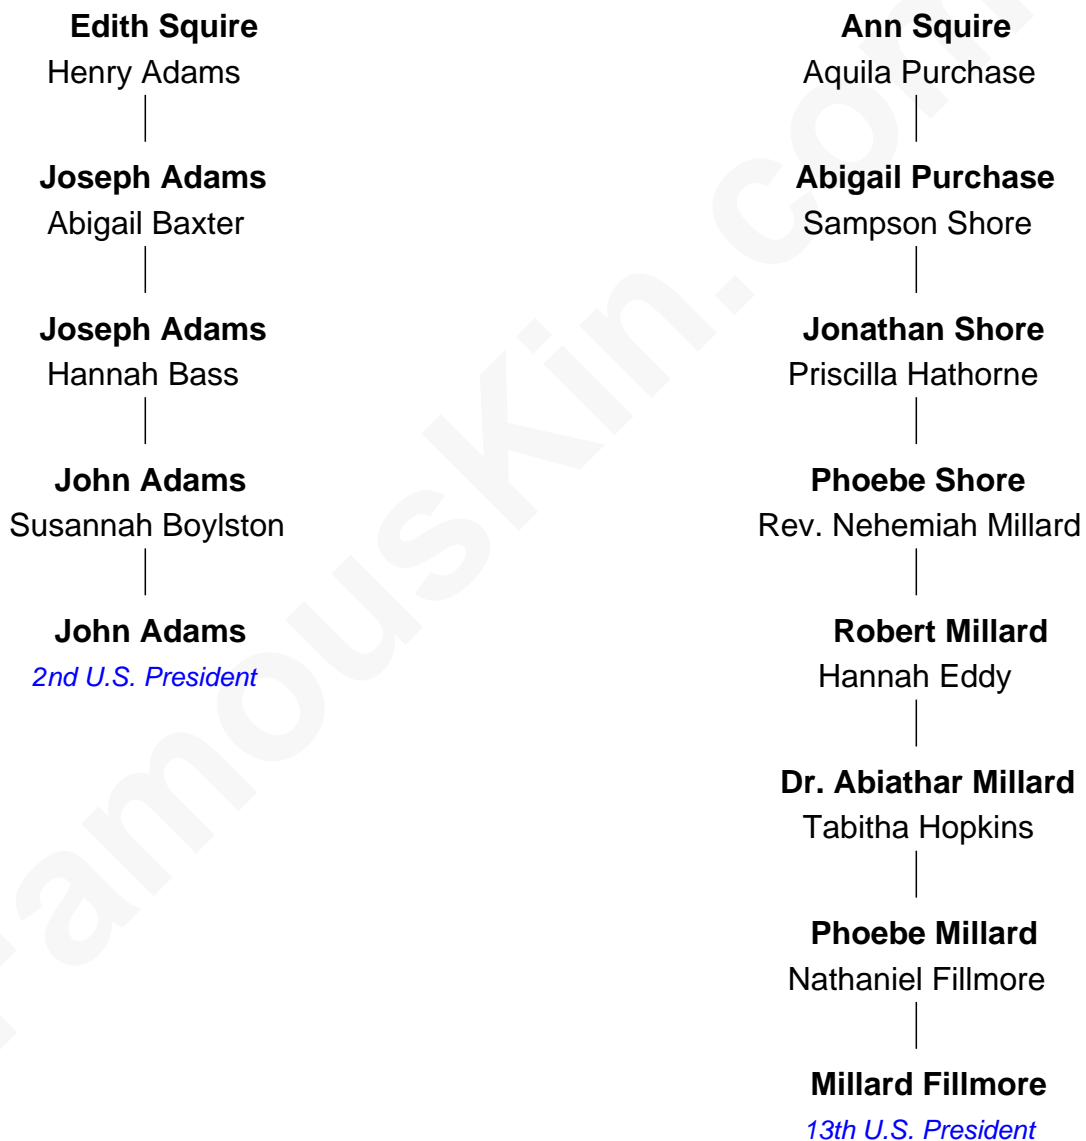 Edith Squire
Henry Adams
Joseph Adams
Abigail Baxter
Joseph Adams
Hannah Bass
John Adams
Susannah Boylston
John Adams
2nd U.S. President
Ann Squire
Aquila Purchase
Abigail Purchase
Sampson Shore
Jonathan Shore
Priscilla Hathorne
Phoebe Shore
Rev. Nehemiah Millard
Robert Millard
Hannah Eddy
Dr. Abiathar Millard
Tabitha Hopkins
Phoebe Millard
Nathaniel Fillmore
Millard Fillmore
13th U.S. President
FamousKin.com